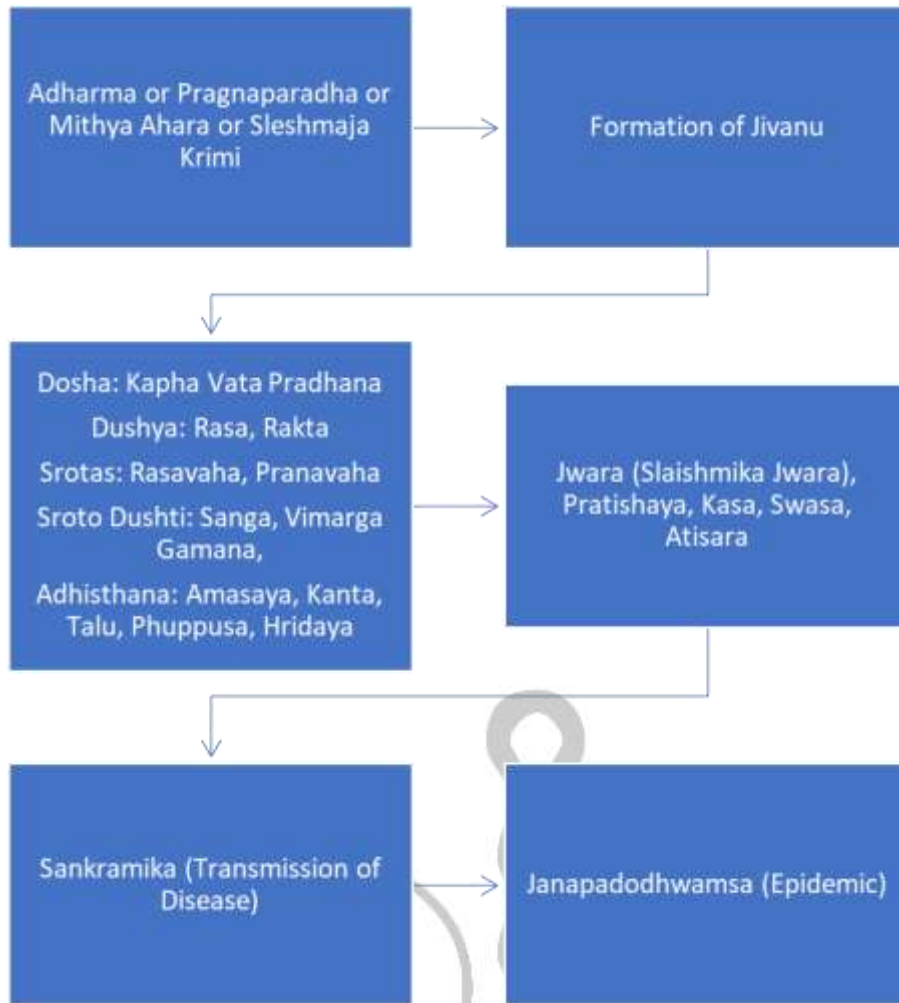 Adharma or Pragnaparadha or
Mithya Ahara or Sleshmaja
Krimi
Formation of Jivanu
Dosha: Kapha Vata Pradhana
Dushya: Rasa, Rakta
Srotas: Rasavaha, Pranavaha
Sroto Dushti: Sanga, Vimarga
Gamana,
Adhisthana: Amasaya, Kanta,
Talu, Phuppusa, Hridaya
Jwara (Slaishmika Jwara),
Pratishaya, Kasa, Swasa,
Atisara
Sankramika (Transmission of
Disease)
Janapadodhwamsa (Epidemic)